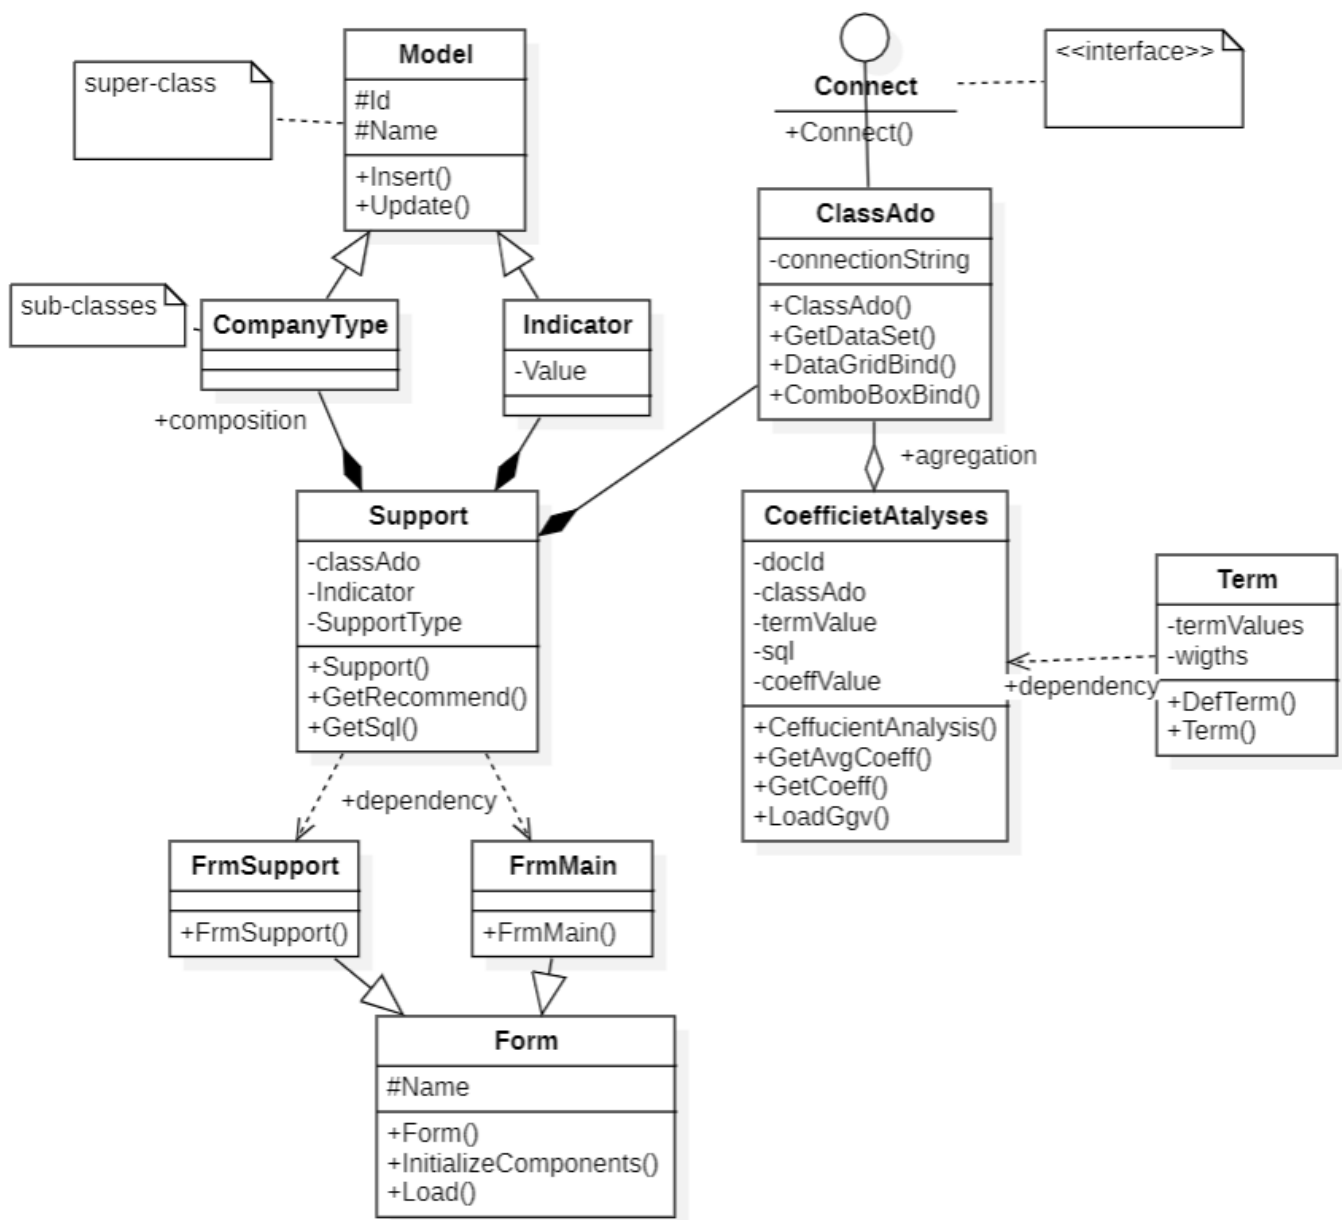 super-class
Model
#Id
#Name
+Insert()
+Update()
Connect
+Connect()
<<interface>>
sub-classes
CompanyType
Indicator
-Value
ClassAdo
-connectionString
+ClassAdo()
+GetDataSet()
+DataGridBind()
+ComboBoxBind()
+composition
+agregation
Support
-classAdo
-Indicator
-SupportType
+Support()
+GetRecommend()
+GetSql()
CoefficietAtalyses
-docId
-classAdo
-termValue
-sql
-coeffValue
+CeffucientAnalysis()
+GetAvgCoeff()
+GetCoeff()
+LoadGgv()
+dependency
Term
-termValues
-wigths
+DefTerm()
+Term()
+dependency
FrmSupport
+FrmSupport()
FrmMain
+FrmMain()
Form
#Name
+Form()
+InitializeComponents()
+Load()